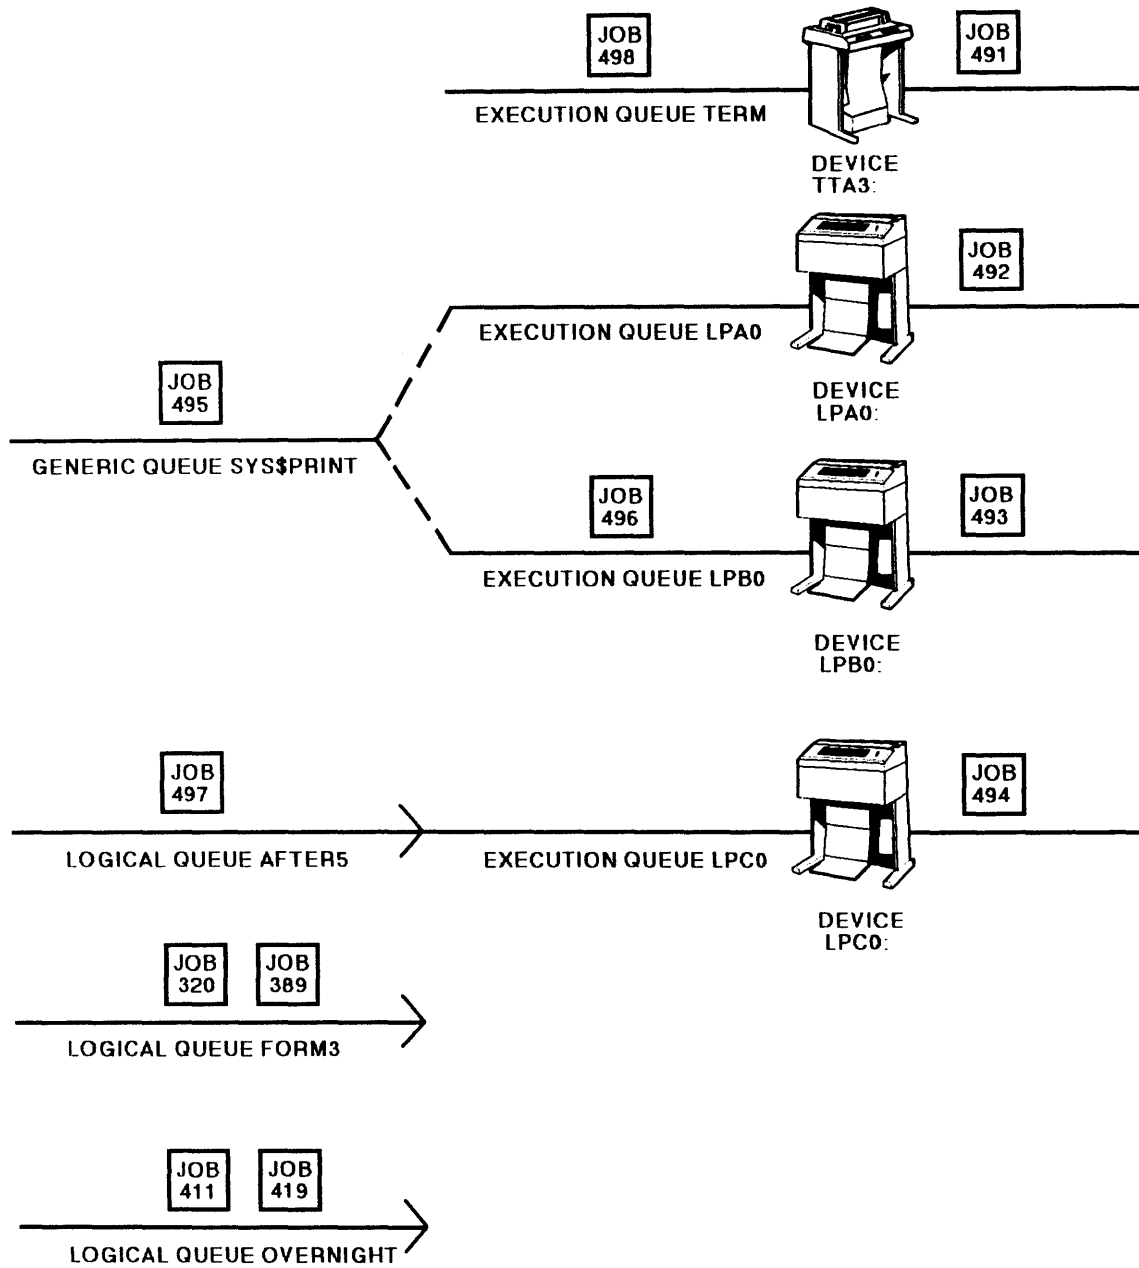 JOB
498
JOB
491
EXECUTION QUEUE TERM
DEVICE
TTA3:
JOB
492
EXECUTION QUEUE LPA0
DEVICE
LPA0:
JOB
495
GENERIC QUEUE SYS$PRINT
JOB
496
JOB
493
EXECUTION QUEUE LPB0
DEVICE
LPB0:
JOB
497
JOB
494
LOGICAL QUEUE AFTER5
EXECUTION QUEUE LPC0
DEVICE
LPC0:
JOB
320
JOB
389
LOGICAL QUEUE FORM3
JOB
411
JOB
419
LOGICAL QUEUE OVERNIGHT